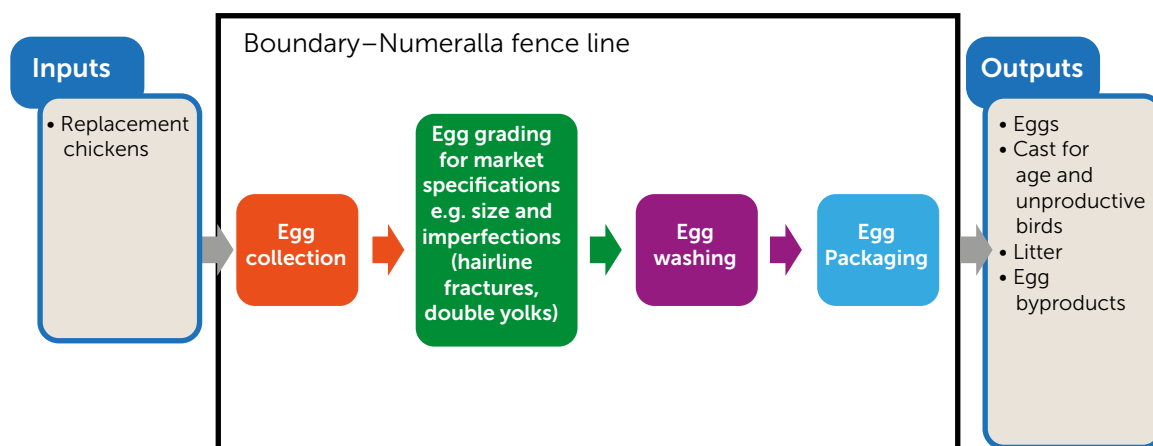 Boundary–Numeralla fence line
Inputs
• Replacement
chickens
Egg
collection
Egg grading
for market
specifications
e.g. size and
imperfections
(hairline
fractures,
double yolks)
Egg
washing
Egg
Packaging
Outputs
• Eggs
• Cast for
age and
unproductive
birds
• Litter
• Egg
byproducts